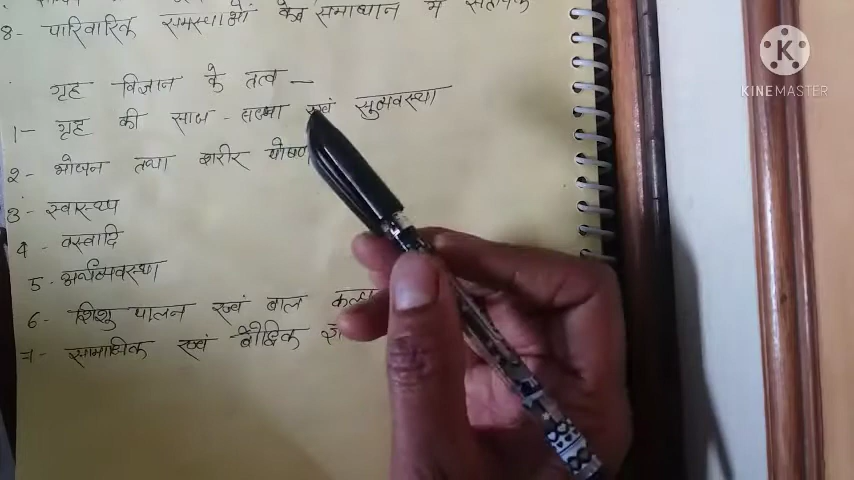 8- पारिवारिक समस्याओं के समाधान में सहायक
गृह विज्ञान के तत्व —
1- गृह की साज - सज्जा एवं सुव्यवस्था
2- भोजन तथा शरीर पोषण
3- स्वास्थ्य
4- वस्त्रादि
5- अर्थव्यवस्था
6- शिशु पालन एवं बाल
7- सामाजिक एवं बौद्धिक
KINEMASTER